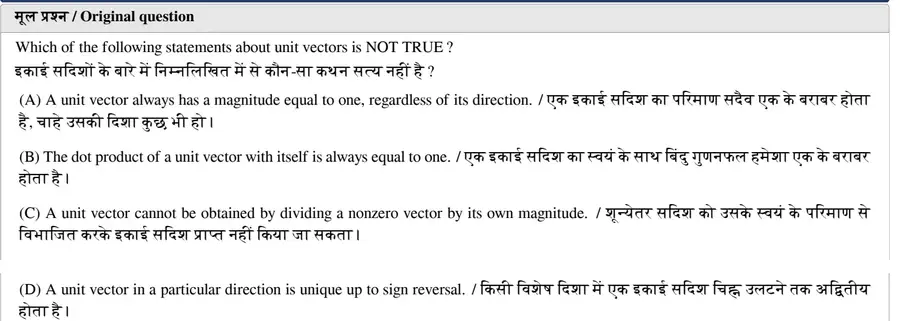 मूल प्रश्न / Original question
Which of the following statements about unit vectors is NOT TRUE ?
इकाई सदिशों के बारे में निम्नलिखित में से कौन-सा कथन सत्य नहीं है ?
(A) A unit vector always has a magnitude equal to one, regardless of its direction. / एक इकाई सदिश का परिमाण सदैव एक के बराबर होता
है, चाहे उसकी दिशा कुछ भी हो।
(B) The dot product of a unit vector with itself is always equal to one. / एक इकाई सदिश का स्वयं के साथ बिंदु गुणनफल हमेशा एक के बराबर
होता है।
(C) A unit vector cannot be obtained by dividing a nonzero vector by its own magnitude. / शून्येतर सदिश को उसके स्वयं के परिमाण से
विभाजित करके इकाई सदिश प्राप्त नहीं किया जा सकता।
(D) A unit vector in a particular direction is unique up to sign reversal. / किसी विशेष दिशा में एक इकाई सदिश चिह्न उलटने तक अद्वितीय
होता है।